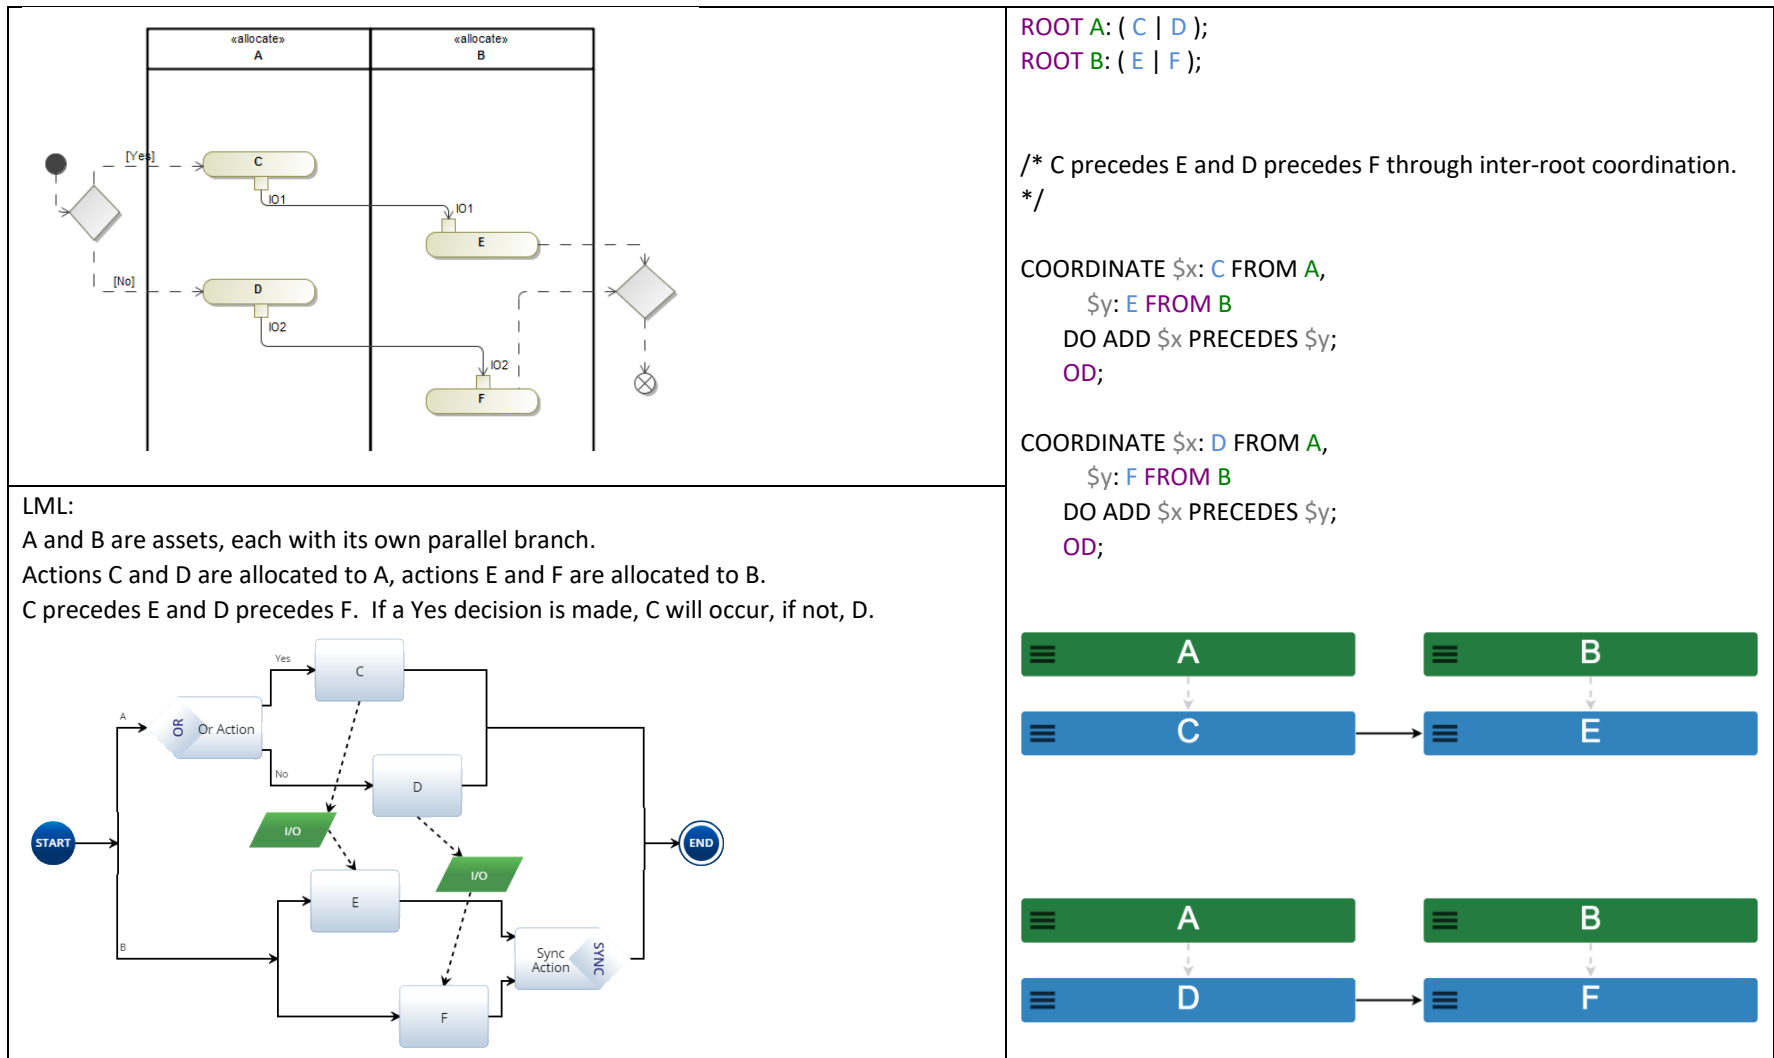 «allocate»
A
«allocate»
B
[Yes]
C
IO1
IO1
E
[No]
D
IO2
IO2
F
LML:
A and B are assets, each with its own parallel branch.
Actions C and D are allocated to A, actions E and F are allocated to B.
C precedes E and D precedes F.  If a Yes decision is made, C will occur, if not, D.
Yes
C
A
OR
Or Action
No
D
I/O
START
END
I/O
E
B
Sync
Action
SYNC
F
ROOT A: ( C | D );
ROOT B: ( E | F );
/* C precedes E and D precedes F through inter-root coordination.
*/
COORDINATE $x: C FROM A,
$y: E FROM B
DO ADD $x PRECEDES $y;
OD;
COORDINATE $x: D FROM A,
$y: F FROM B
DO ADD $x PRECEDES $y;
OD;
A
B
C
E
A
B
D
F